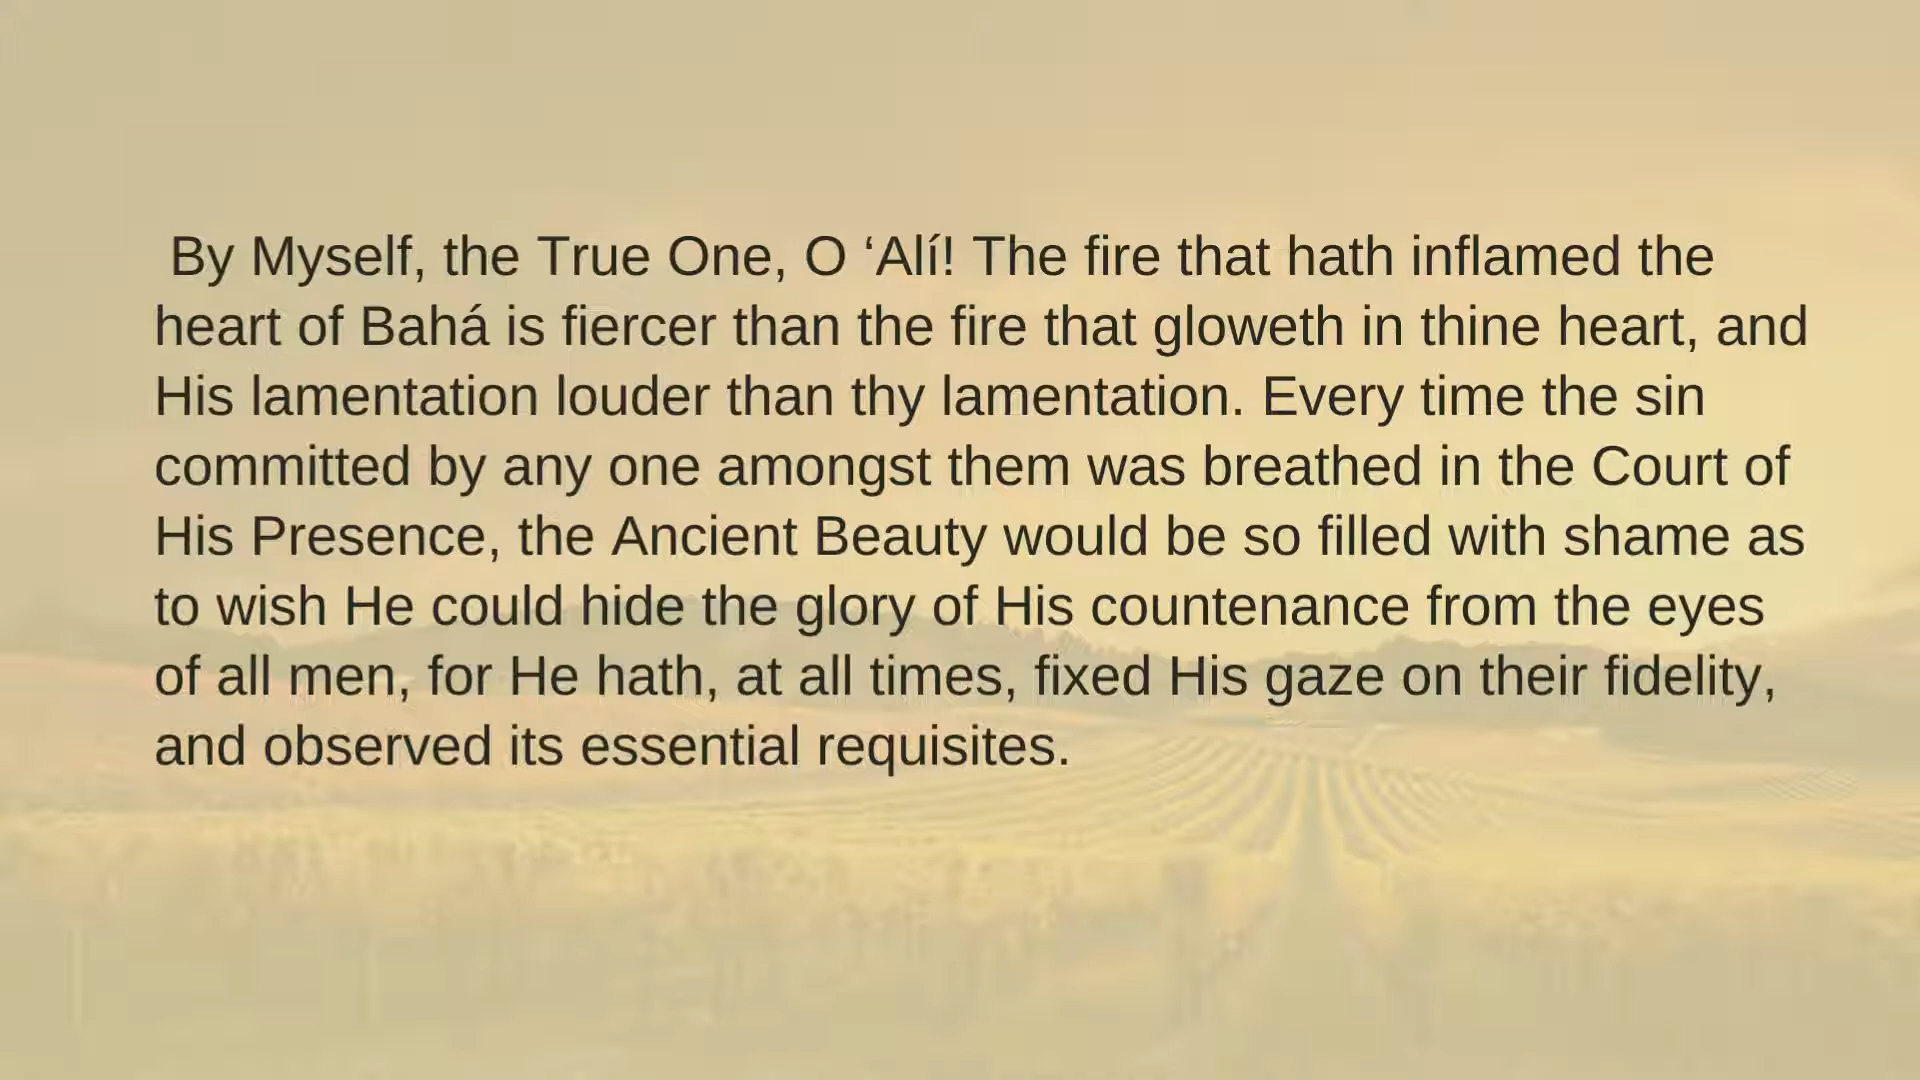 By Myself, the True One, O ‘Alí! The fire that hath inflamed the
heart of Bahá is fiercer than the fire that gloweth in thine heart, and
His lamentation louder than thy lamentation. Every time the sin
committed by any one amongst them was breathed in the Court of
His Presence, the Ancient Beauty would be so filled with shame as
to wish He could hide the glory of His countenance from the eyes
of all men, for He hath, at all times, fixed His gaze on their fidelity,
and observed its essential requisites.